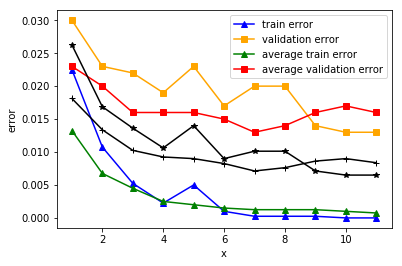 train error
validation error
average train error
average validation error
0.030
0.025
0.020
0.015
0.010
0.005
0.000
error
2
4
6
8
10
x